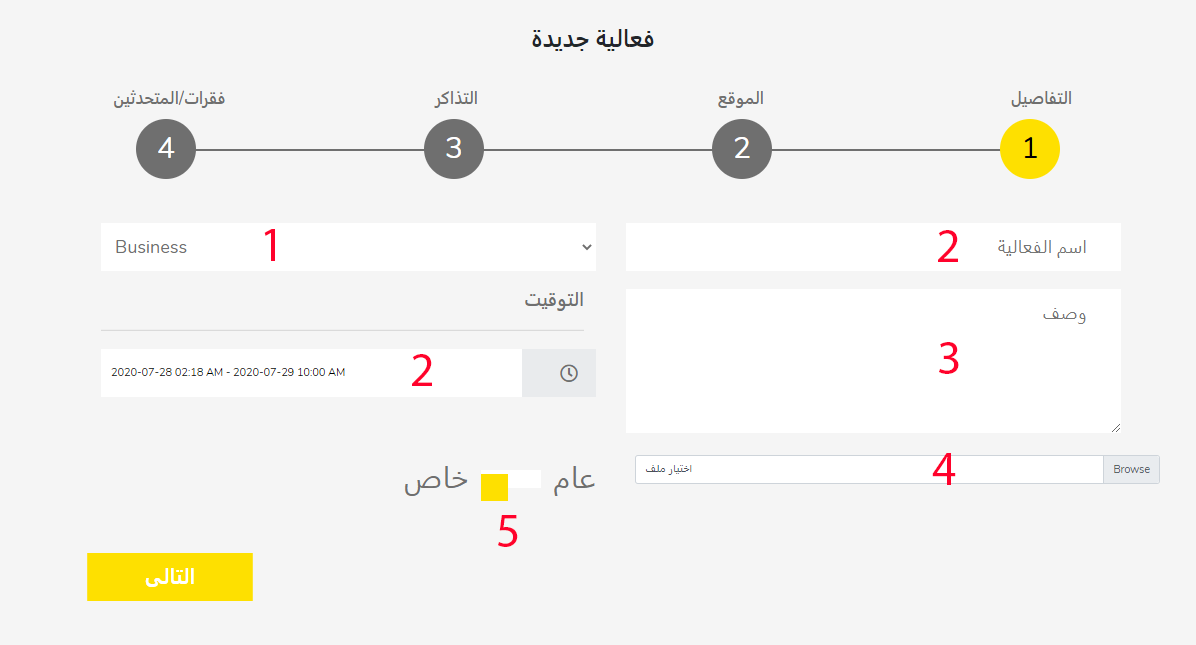 فعالية جديدة
التفاصيل
الموقع
التذاكر
فقرات/المتحدثين
1
2
3
4
اسم الفعالية 2
Business 1
وصف
3
التوقيت
2020-07-28 02:18 AM - 2020-07-29 10:00 AM 2
اختيار ملف 4 Browse
عام
خاص
5
التالى